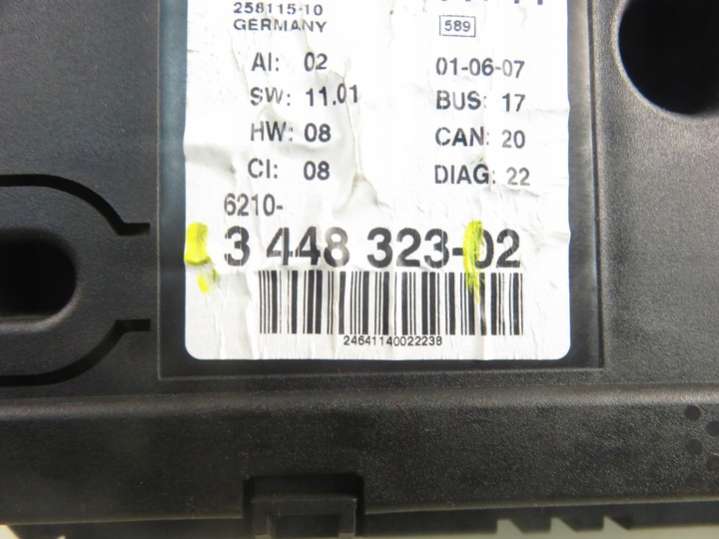 258115-10
GERMANY
589
AI: 02 01-06-07
SW: 11.01 BUS: 17
HW: 08 CAN: 20
CI: 08 DIAG: 22
6210-
3 448 323-02
24641140022238